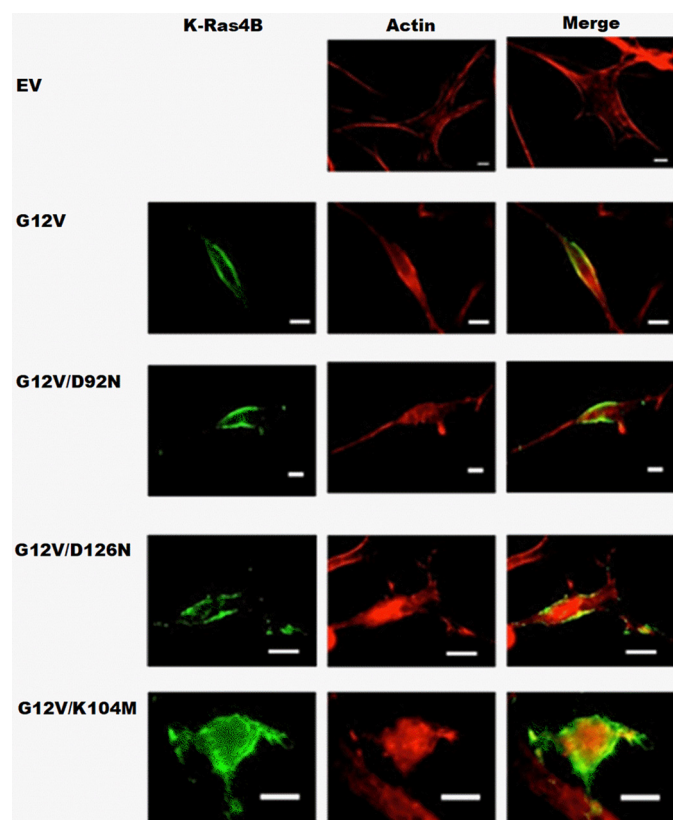 K-Ras4B Actin Merge
EV
G12V
G12V/D92N
G12V/D126N
G12V/K104M